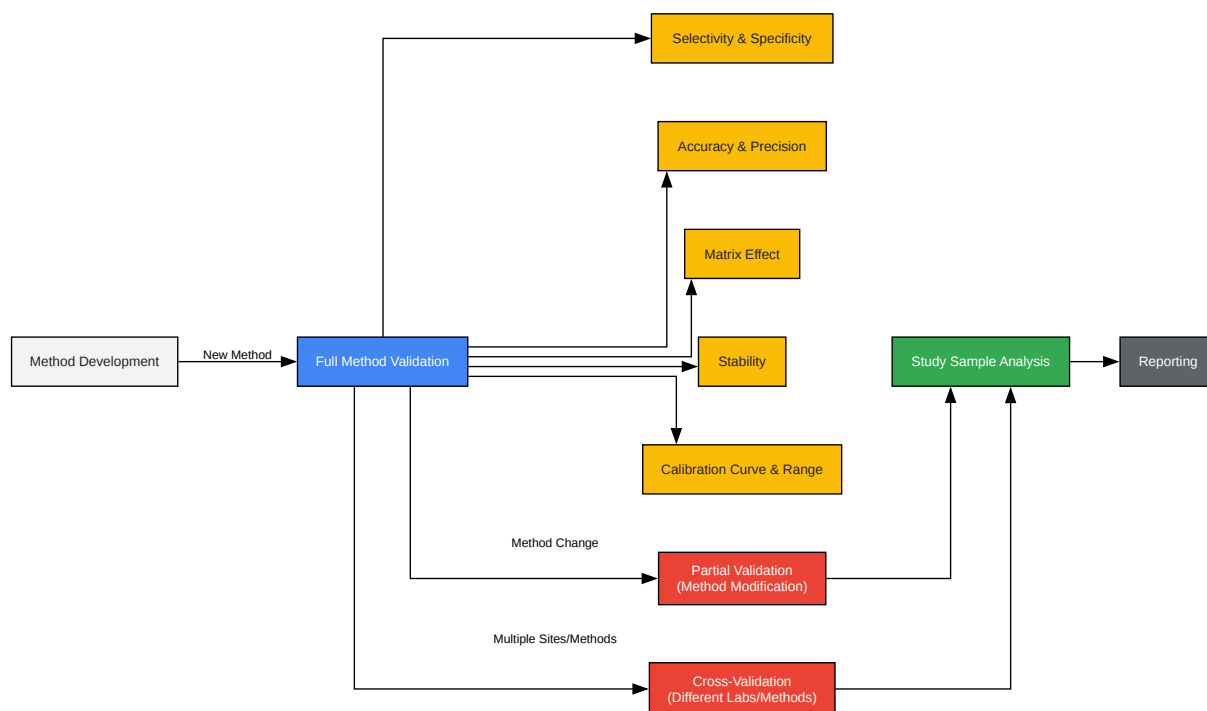 Selectivity & Specificity
Accuracy & Precision
Matrix Effect
Method Development
New Method
Full Method Validation
Stability
Study Sample Analysis
Reporting
Calibration Curve & Range
Method Change
Partial Validation
(Method Modification)
Multiple Sites/Methods
Cross-Validation
(Different Labs/Methods)